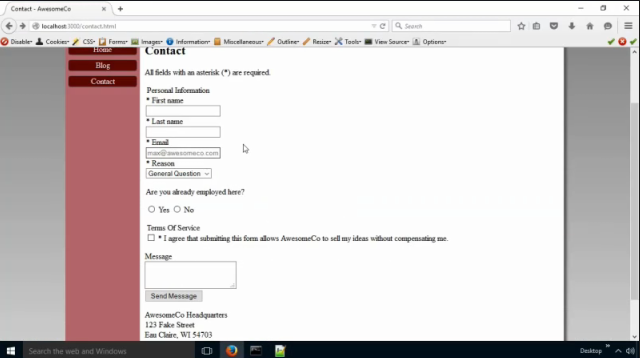 Contact - AwesomeCo
localhost:3000/contact.html
Search
Disable Cookies CSS Forms Images Information Miscellaneous Outline Resize Tools View Source Options
Home
Blog
Contact
Contact
All fields with an asterisk (*) are required.
Personal Information
* First name
* Last name
* Email
max@awesomeco.com
* Reason
General Question
Are you already employed here?
Yes No
Terms Of Service
* I agree that submitting this form allows AwesomeCo to sell my ideas without compensating me.
Message
Send Message
AwesomeCo Headquarters
123 Fake Street
Eau Claire, WI 54703
Search the web and Windows
Desktop